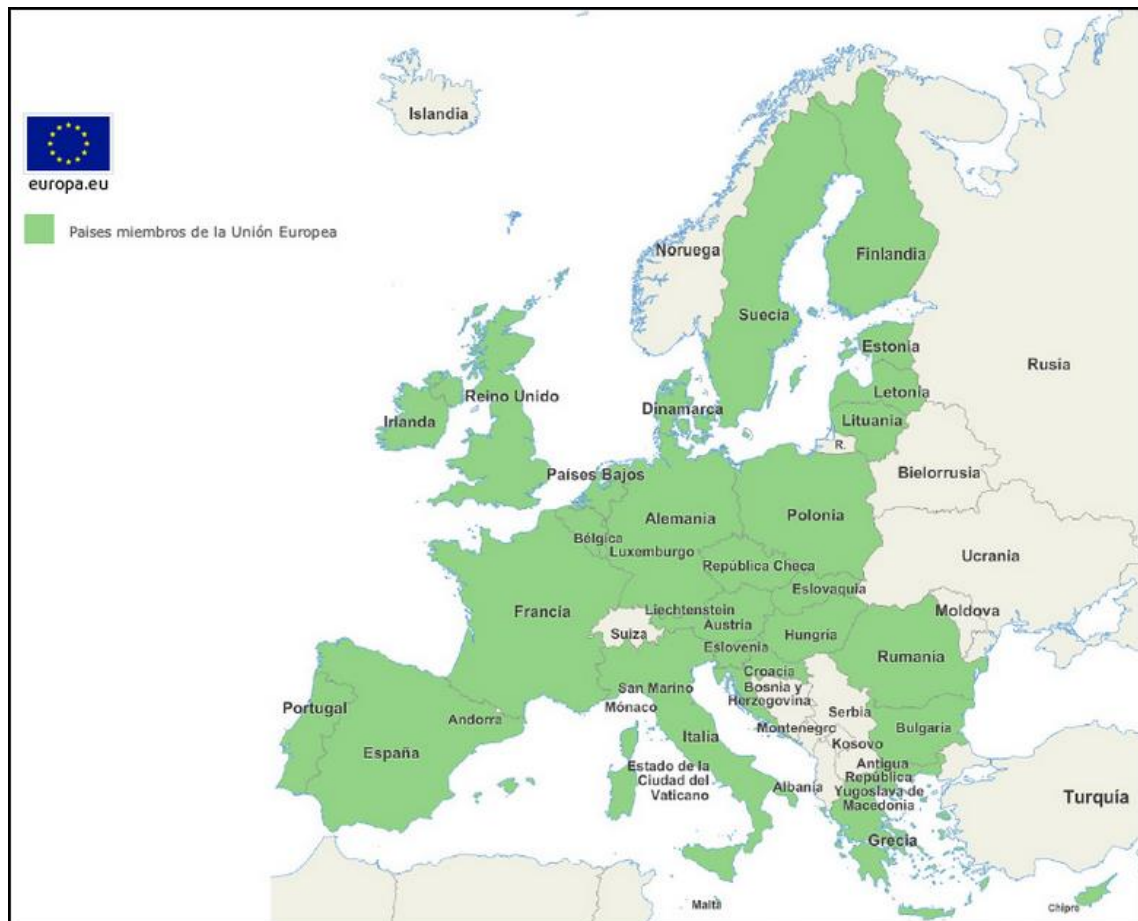 Islandia
europa.eu
Paises miembros de la Unión Europea
Noruega
Finlandia
Suecia
Estonia
Rusia
Letonia
Reino Unido
Irlanda
Dinamarca
Lituania
R.
Bielorrusia
Países Bajos
Alemania
Polonia
Bélgica
Luxemburgo
República Checa
Ucrania
Eslovaquia
Francia
Liechtenstein
Austria
Moldova
Suiza
Hungría
Eslovenia
Rumanía
Croacia
San Marino
Bosnia y
Herzegovina
Portugal
Mónaco
Andorra
Serbia
Montenegro
Bulgaria
Italia
Kosovo
España
Estado de la
Ciudad del
Vaticano
Antigua
República
Yugoslava de
Macedonia
Albania
Turquía
Grecia
Malta
Chipre